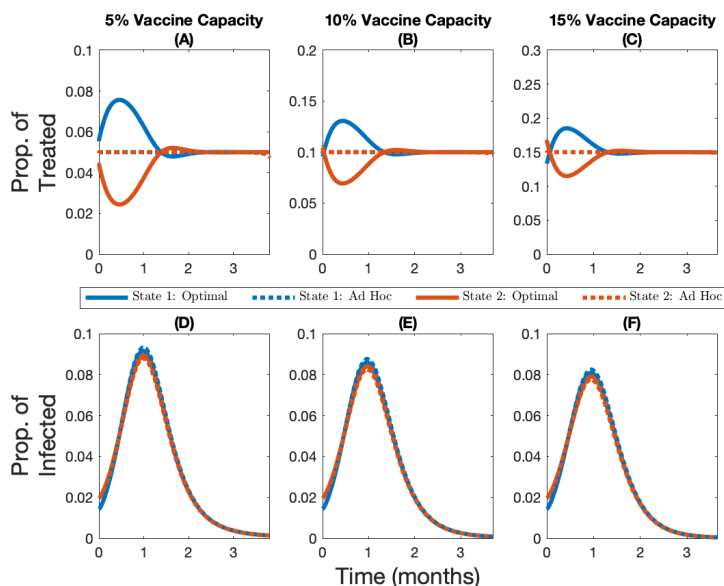 5% Vaccine Capacity
(A)
10% Vaccine Capacity
(B)
15% Vaccine Capacity
(C)
Prop. of
Treated
0.1
0.08
0.06
0.04
0.02
0
0 1 2 3
0.2
0.15
0.1
0.05
0
0 1 2 3
0.3
0.25
0.2
0.15
0.1
0.05
0
0 1 2 3
State 1: Optimal State 1: Ad Hoc State 2: Optimal State 2: Ad Hoc
(D)
(E)
(F)
Prop. of
Infected
0.1
0.08
0.06
0.04
0.02
0
0 1 2 3
0.1
0.08
0.06
0.04
0.02
0
0 1 2 3
0.1
0.08
0.06
0.04
0.02
0
0 1 2 3
Time (months)